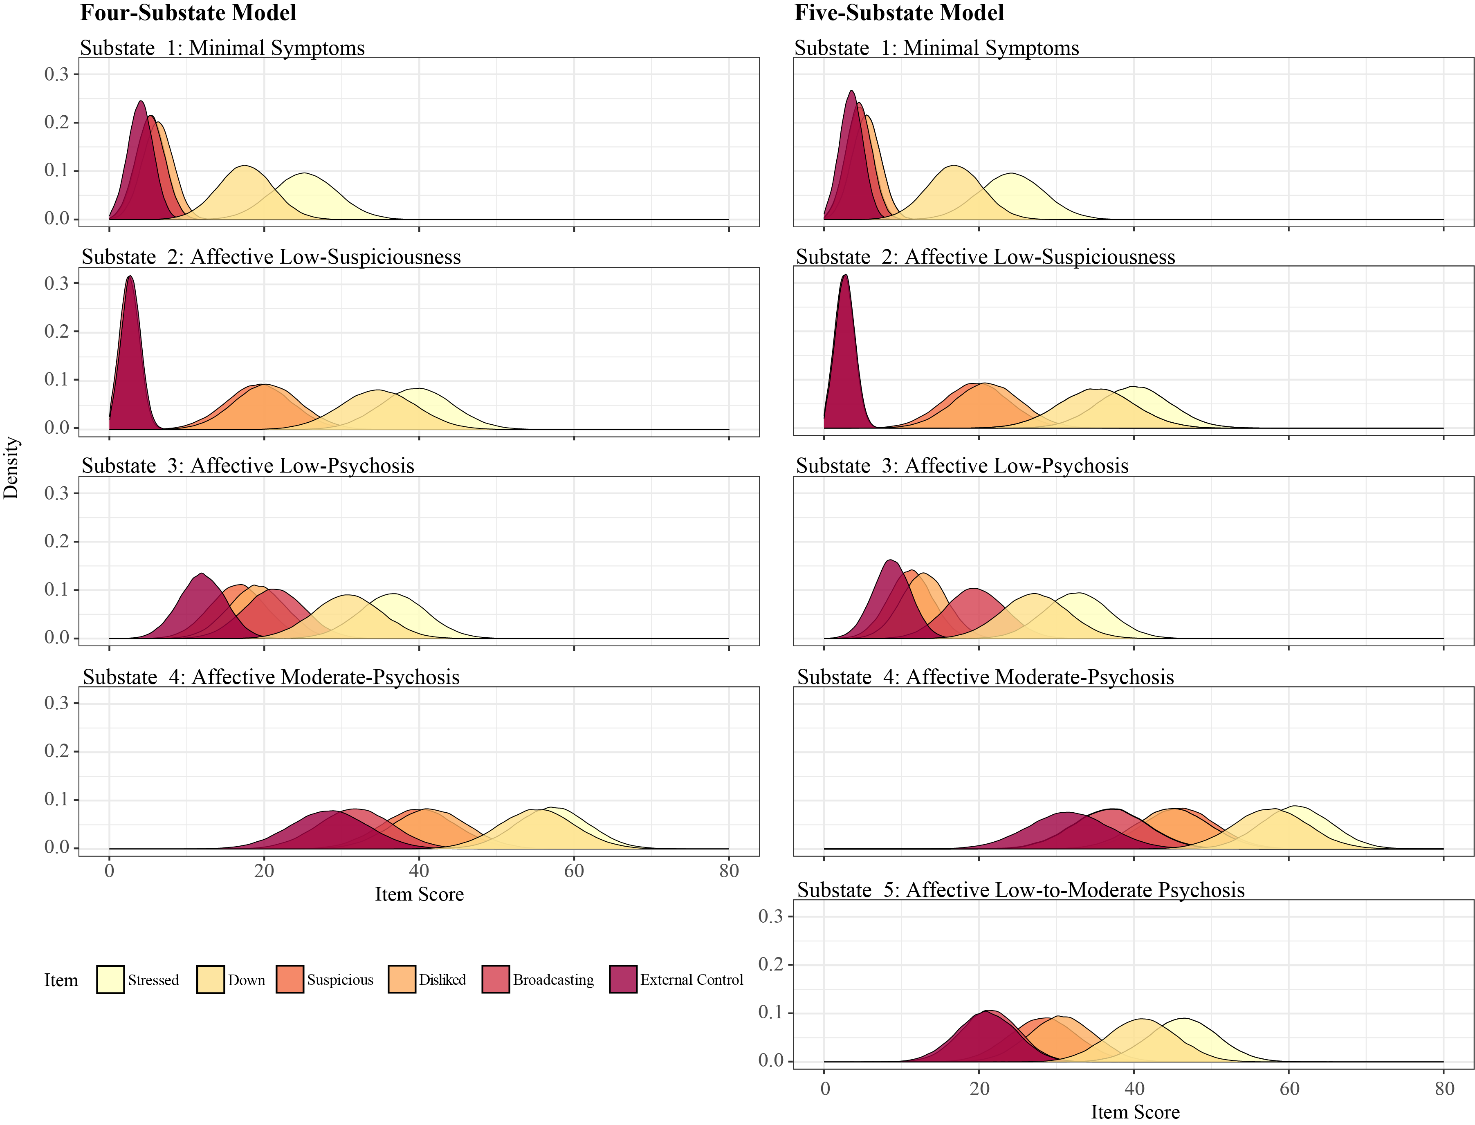 Four-Substate Model
Five-Substate Model
Substate 1: Minimal Symptoms
Substate 1: Minimal Symptoms
0.3
0.2
0.1
0.0
Substate 2: Affective Low-Suspiciousness
Substate 2: Affective Low-Suspiciousness
0.3
0.2
0.1
0.0
Density
Substate 3: Affective Low-Psychosis
Substate 3: Affective Low-Psychosis
0.3
0.2
0.1
0.0
Substate 4: Affective Moderate-Psychosis
Substate 4: Affective Moderate-Psychosis
0.3
0.2
0.1
0.0
0 20 40 60 80
Item Score
Substate 5: Affective Low-to-Moderate Psychosis
0.3
0.2
0.1
0.0
0 20 40 60 80
Item Score
Item Stressed Down Suspicious Disliked Broadcasting External Control